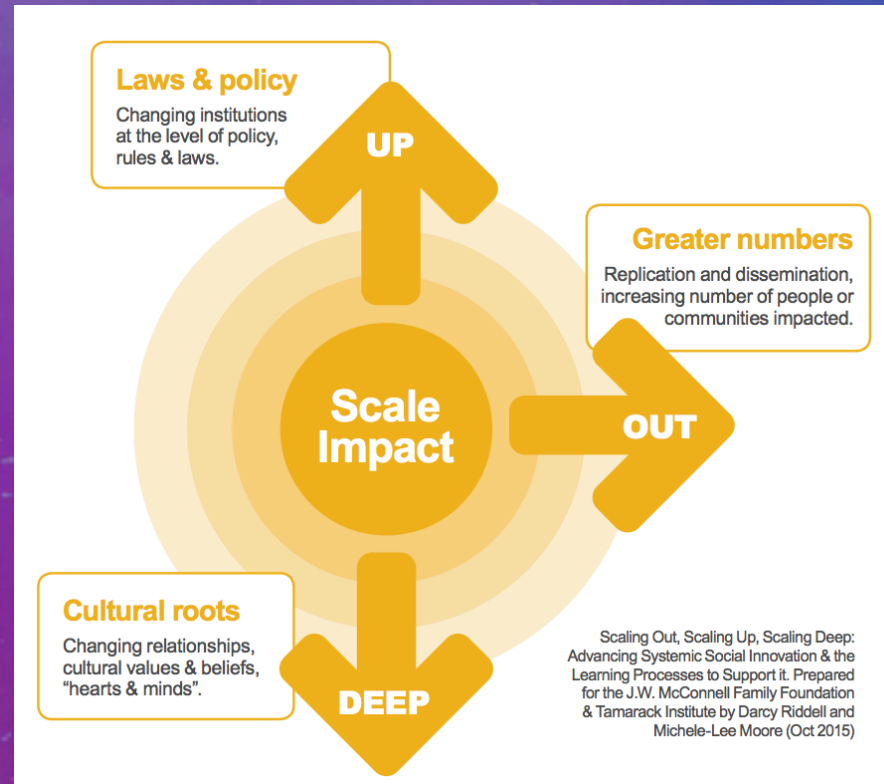 Laws & policy
Changing institutions
at the level of policy,
rules & laws.
UP
Greater numbers
Replication and dissemination,
increasing number of people or
communities impacted.
Scale
Impact
OUT
Cultural roots
Changing relationships,
cultural values & beliefs,
“hearts & minds”.
DEEP
Scaling Out, Scaling Up, Scaling Deep:
Advancing Systemic Social Innovation & the
Learning Processes to Support it. Prepared
for the J.W. McConnell Family Foundation
& Tamarack Institute by Darcy Riddell and
Michele-Lee Moore (Oct 2015)